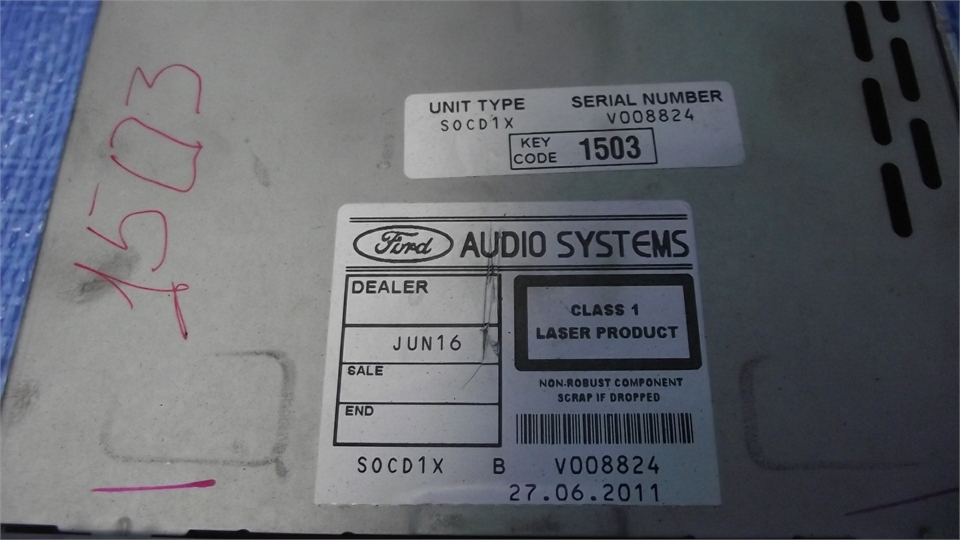 1503
UNIT TYPE SERIAL NUMBER
SOCD1X V008824
KEY CODE 1503
Ford AUDIO SYSTEMS
DEALER
JUN16
SALE
END
CLASS 1
LASER PRODUCT
NON-ROBUST COMPONENT
SCRAP IF DROPPED
SOCD1X B V008824
27.06.2011